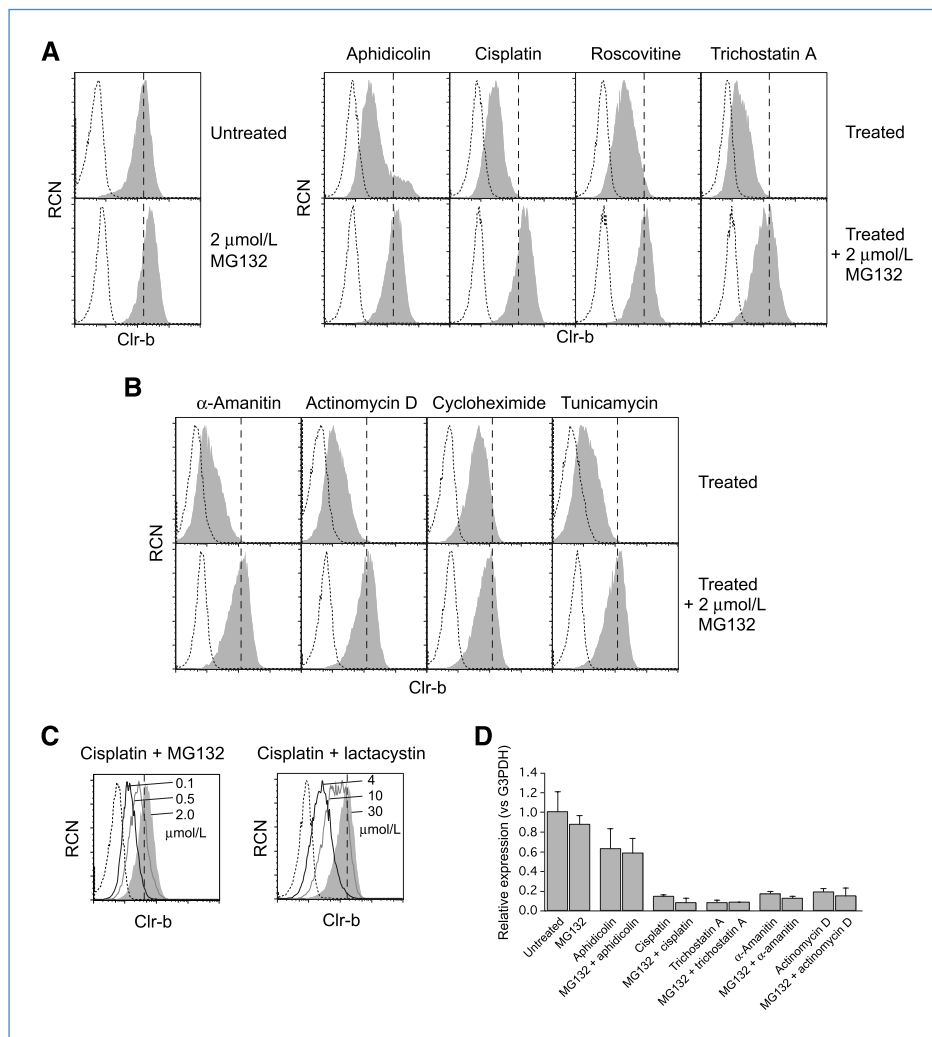 A
Aphidicolin Cisplatin Roscovitine Trichostatin A
RCN
Untreated
2 μmol/L
MG132
Clr-b
RCN
Treated
Treated
+ 2 μmol/L
MG132
Clr-b
B
α-Amanitin Actinomycin D Cycloheximide Tunicamycin
RCN
Treated
Treated
+ 2 μmol/L
MG132
Clr-b
C
Cisplatin + MG132
RCN
0.1
0.5
2.0
μmol/L
Clr-b
Cisplatin + lactacystin
RCN
4
10
30
μmol/L
Clr-b
D
Relative expression (vs G3PDH)
1.4
1.2
1.0
0.8
0.6
0.4
0.2
0.0
Untreated
MG132
Aphidicolin
MG132 + aphidicolin
Cisplatin
MG132 + cisplatin
Trichostatin A
MG132 + trichostatin A
α-Amanitin
MG132 + α-amanitin
Actinomycin D
MG132 + actinomycin D